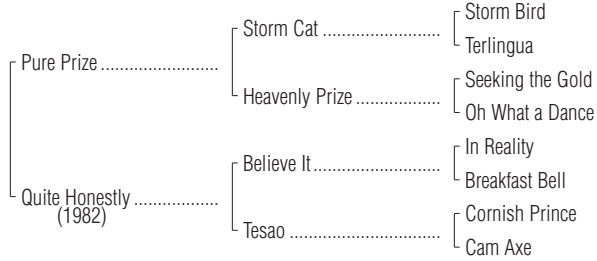 Storm Bird
Storm Cat ..........................
Terlingua
Pure Prize ..........................
Seeking the Gold
Heavenly Prize ...................
Oh What a Dance
In Reality
Believe It............................
Breakfast Bell
Quite Honestly ...................
(1982)
Cornish Prince
Tesao .................................
Cam Axe